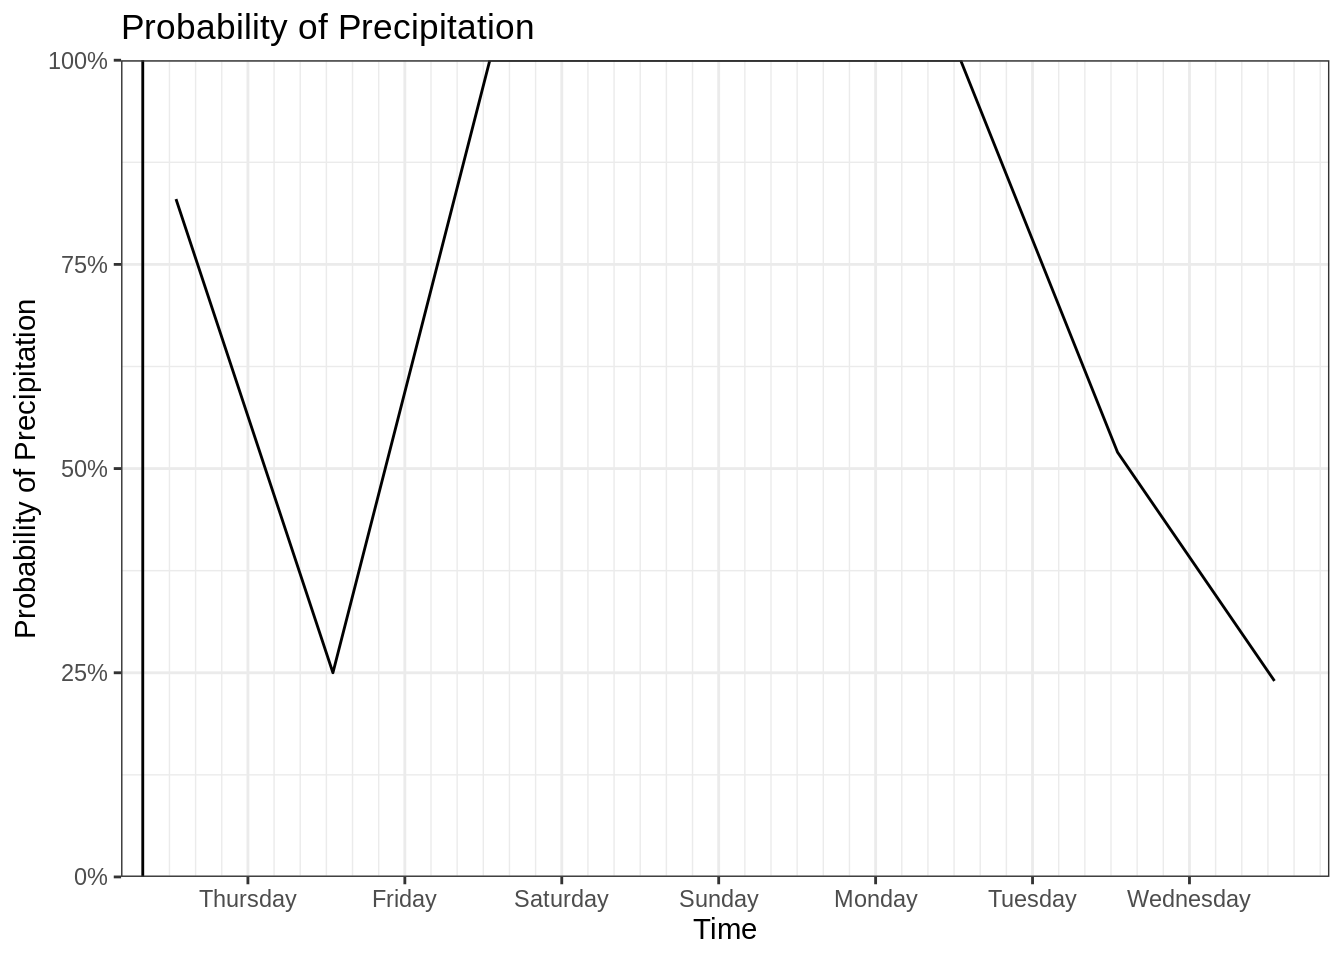 Probability of Precipitation
Probability of Precipitation
100%
75%
50%
25%
0%
Thursday Friday Saturday Sunday Monday Tuesday Wednesday
Time